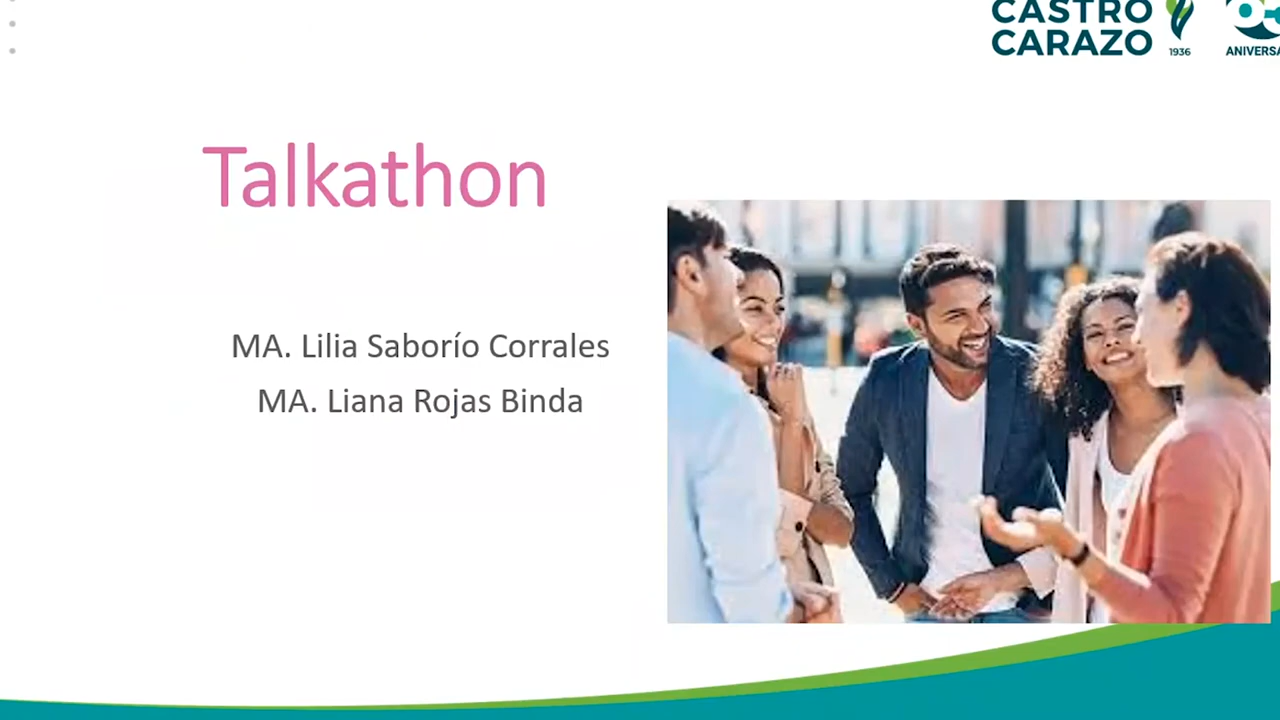 CASTRO
CARAZO
1936
Talkathon
MA. Lilia Saborío Corrales
MA. Liana Rojas Binda